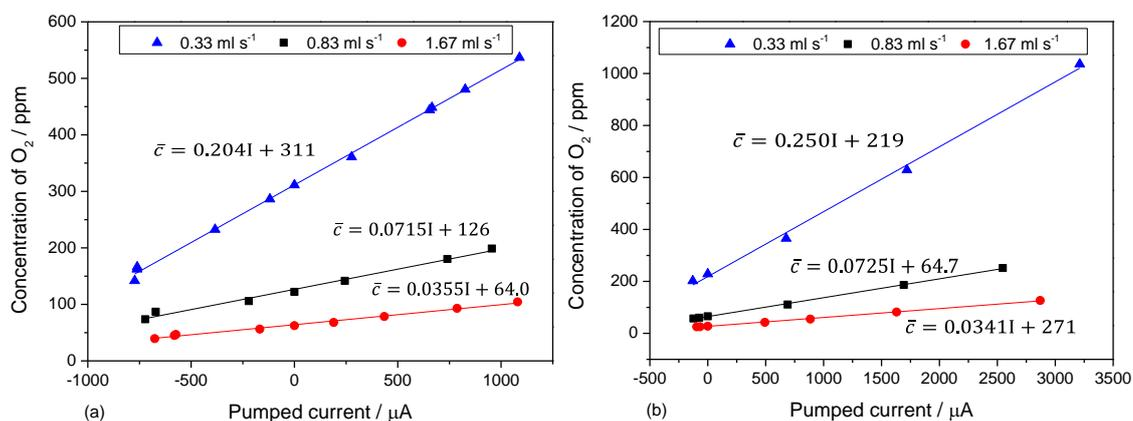 600
500
400
300
200
100
0
-1000
-500
0
500
1000
Concentration of O₂ / ppm
Pumped current / μA
(a)
0.33 ml s⁻¹
0.83 ml s⁻¹
1.67 ml s⁻¹
c̄ = 0.204I + 311
c̄ = 0.0715I + 126
c̄ = 0.0355I + 64.0
1200
1000
800
600
400
200
0
-200
-500
0
500
1000
1500
2000
2500
3000
3500
Concentration of O₂ / ppm
Pumped current / μA
(b)
0.33 ml s⁻¹
0.83 ml s⁻¹
1.67 ml s⁻¹
c̄ = 0.250I + 219
c̄ = 0.0725I + 64.7
c̄ = 0.0341I + 271